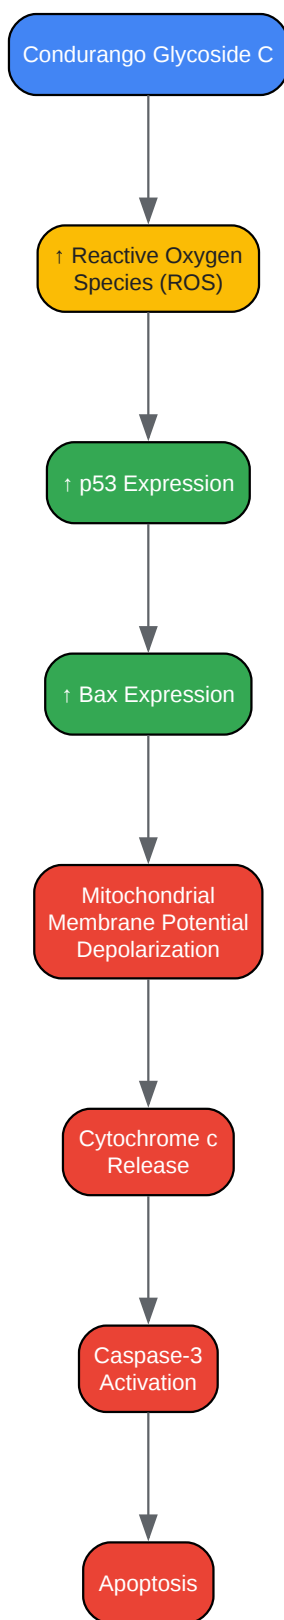 Condurango Glycoside C
↑ Reactive Oxygen
Species (ROS)
↑ p53 Expression
↑ Bax Expression
Mitochondrial
Membrane Potential
Depolarization
Cytochrome c
Release
Caspase-3
Activation
Apoptosis